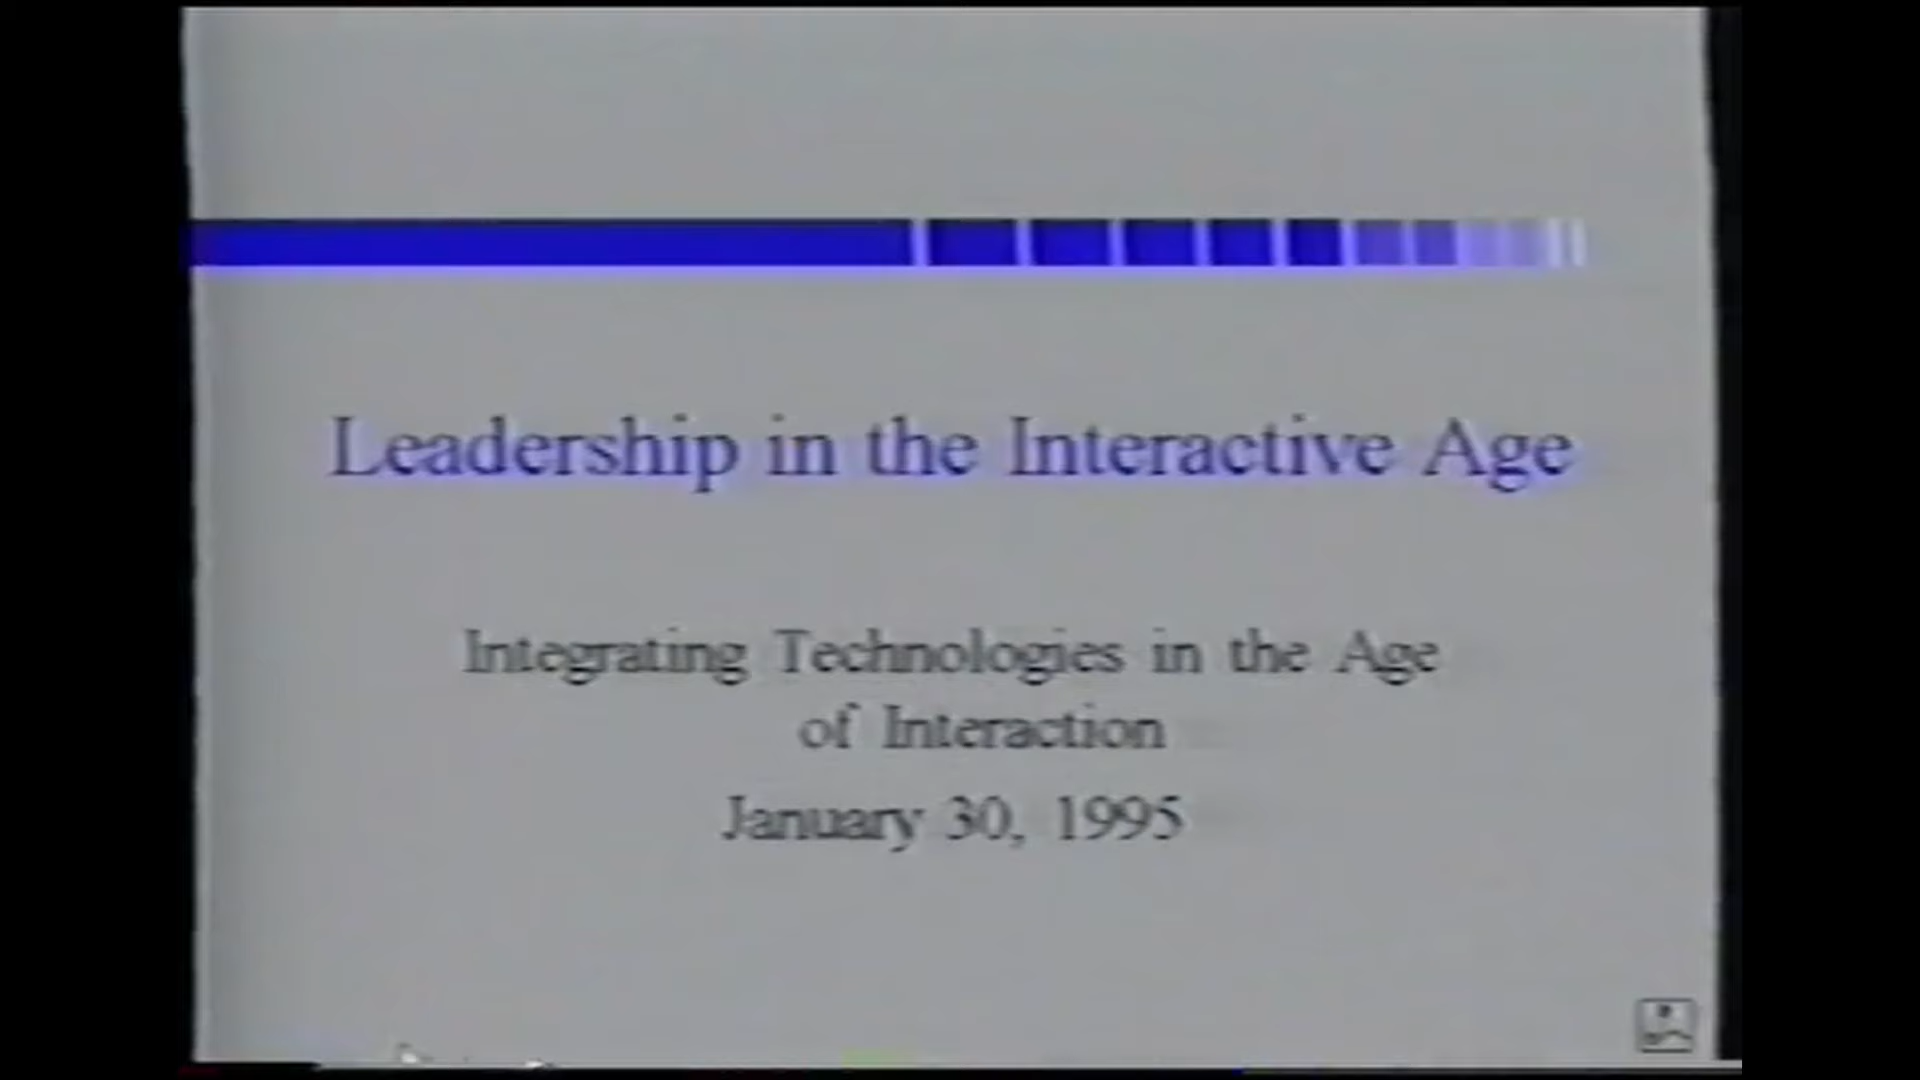 Leadership in the Interactive Age
Integrating Technologies in the Age
of Interaction
January 30, 1995